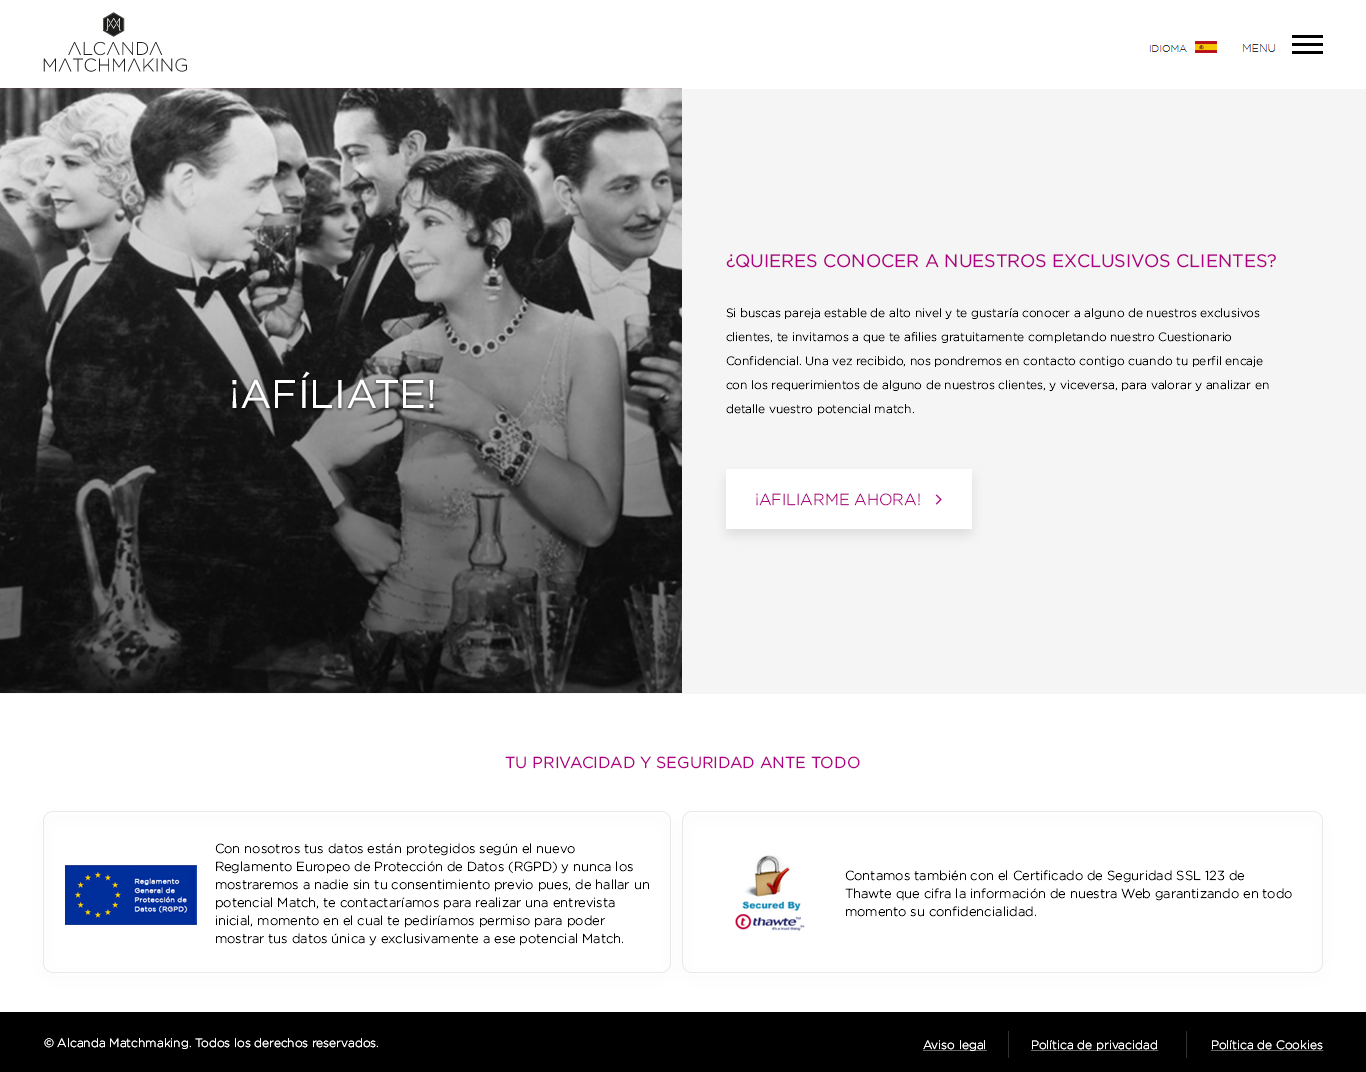 ALCANDA
MATCHMAKING
IDIOMA
MENU
¡AFÍLIATE!
¿QUIERES CONOCER A NUESTROS EXCLUSIVOS CLIENTES?
Si buscas pareja estable de alto nivel y te gustaría conocer a alguno de nuestros exclusivos
clientes, te invitamos a que te afilies gratuitamente completando nuestro Cuestionario
Confidencial. Una vez recibido, nos pondremos en contacto contigo cuando tu perfil encaje
con los requerimientos de alguno de nuestros clientes, y viceversa, para valorar y analizar en
detalle vuestro potencial match.
¡AFILIARME AHORA!
TU PRIVACIDAD Y SEGURIDAD ANTE TODO
Reglamento
General de
Protección de
Datos (RGPD)
Con nosotros tus datos están protegidos según el nuevo
Reglamento Europeo de Protección de Datos (RGPD) y nunca los
mostraremos a nadie sin tu consentimiento previo pues, de hallar un
potencial Match, te contactaríamos para realizar una entrevista
inicial, momento en el cual te pediríamos permiso para poder
mostrar tus datos única y exclusivamente a ese potencial Match.
Secured By
thawte™
it's a trust thing™
Contamos también con el Certificado de Seguridad SSL 123 de
Thawte que cifra la información de nuestra Web garantizando en todo
momento su confidencialidad.
© Alcanda Matchmaking. Todos los derechos reservados.
Aviso legal
Política de privacidad
Política de Cookies